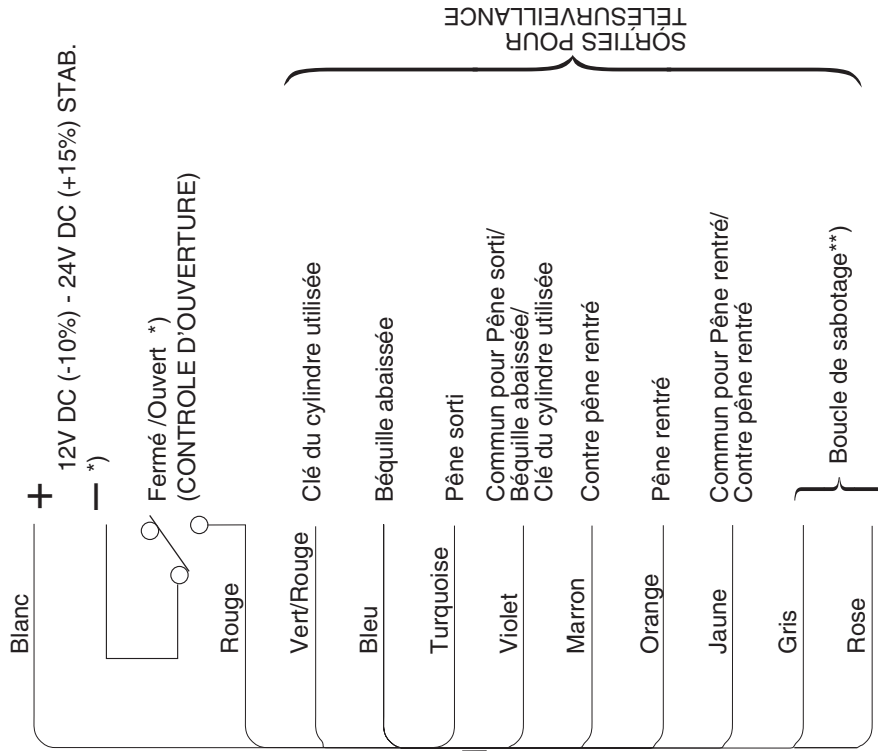 Blanc
+
12V DC (-10%) - 24V DC (+15%) STAB.
– *)
Fermé /Ouvert *)
(CONTROLE D'OUVERTURE)
Rouge
Vert/Rouge
Clé du cylindre utilisée
Bleu
Béquille abaissée
Turquoise
Pêne sorti
Violet
Commun pour Pêne sorti/
Béquille abaissée/
Clé du cylindre utilisée
Marron
Contre pêne rentré
Orange
Pêne rentré
Jaune
Commun pour Pêne rentré/
Contre pêne rentré
Gris
Boucle de sabotage**)
Rose
SORTIES POUR
TELESURVEILLANCE